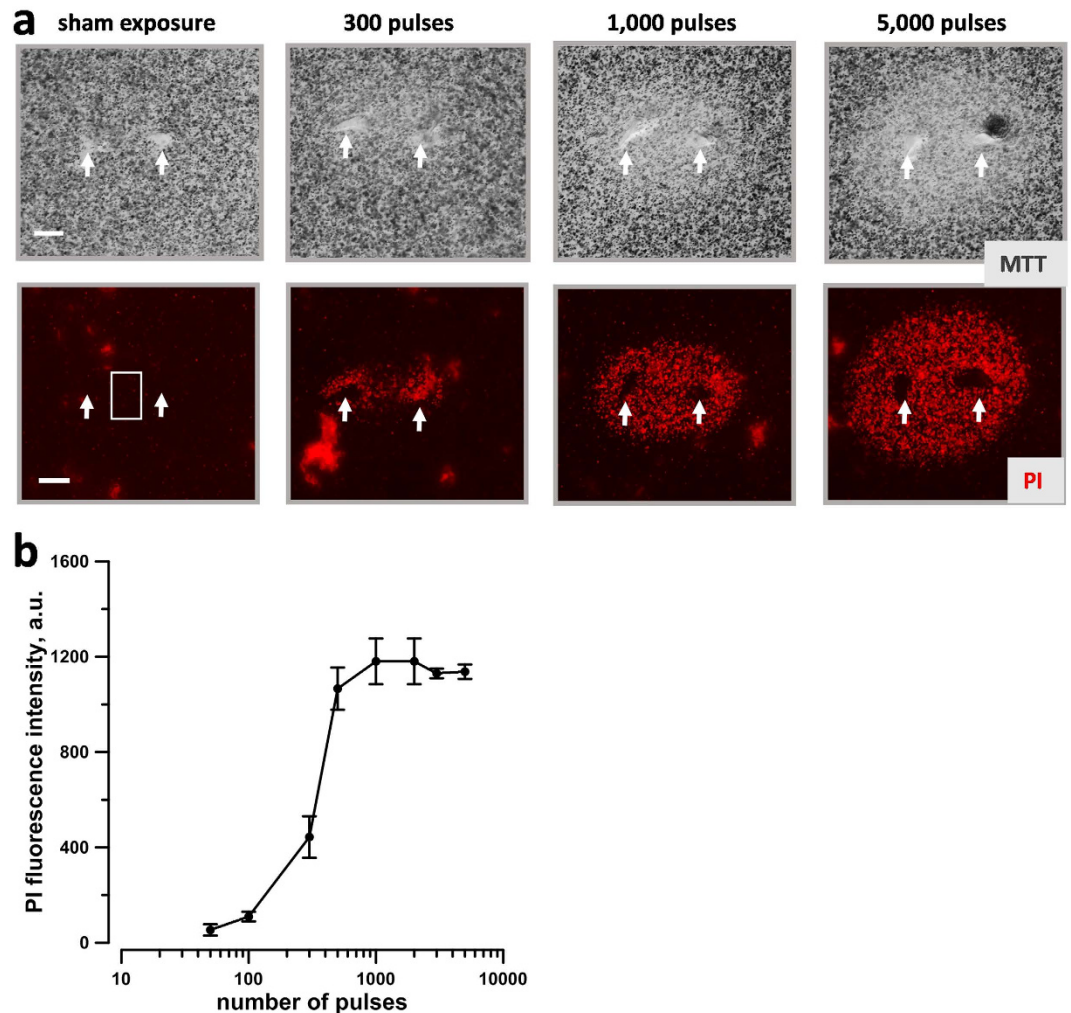 a
sham exposure 300 pulses 1,000 pulses 5,000 pulses
MTT
PI
b
PI fluorescence intensity, a.u.
1600
1200
800
400
0
10 100 1000 10000
number of pulses